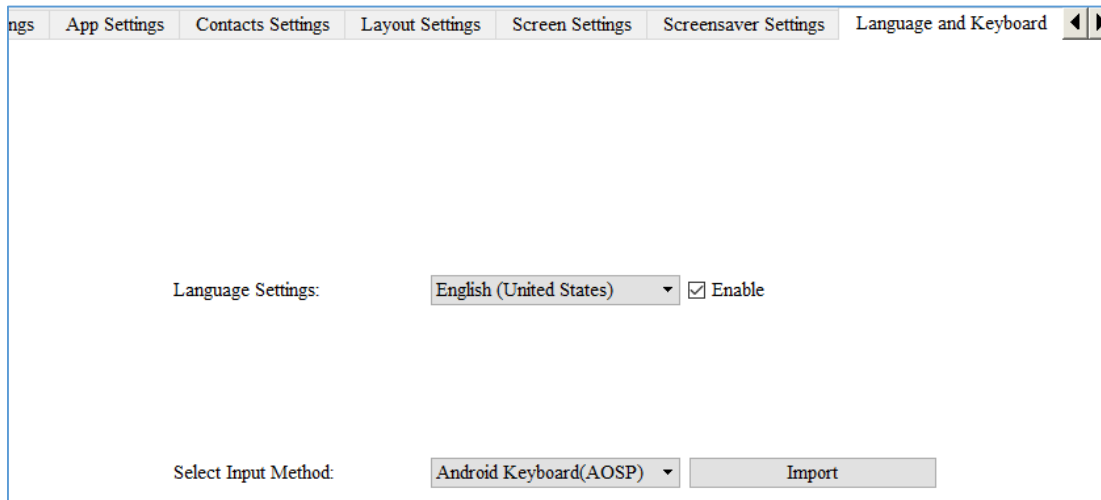 App Settings Contacts Settings Layout Settings Screen Settings Screensaver Settings Language and Keyboard
Language Settings: English (United States) Enable
Select Input Method: Android Keyboard(AOSP) Import